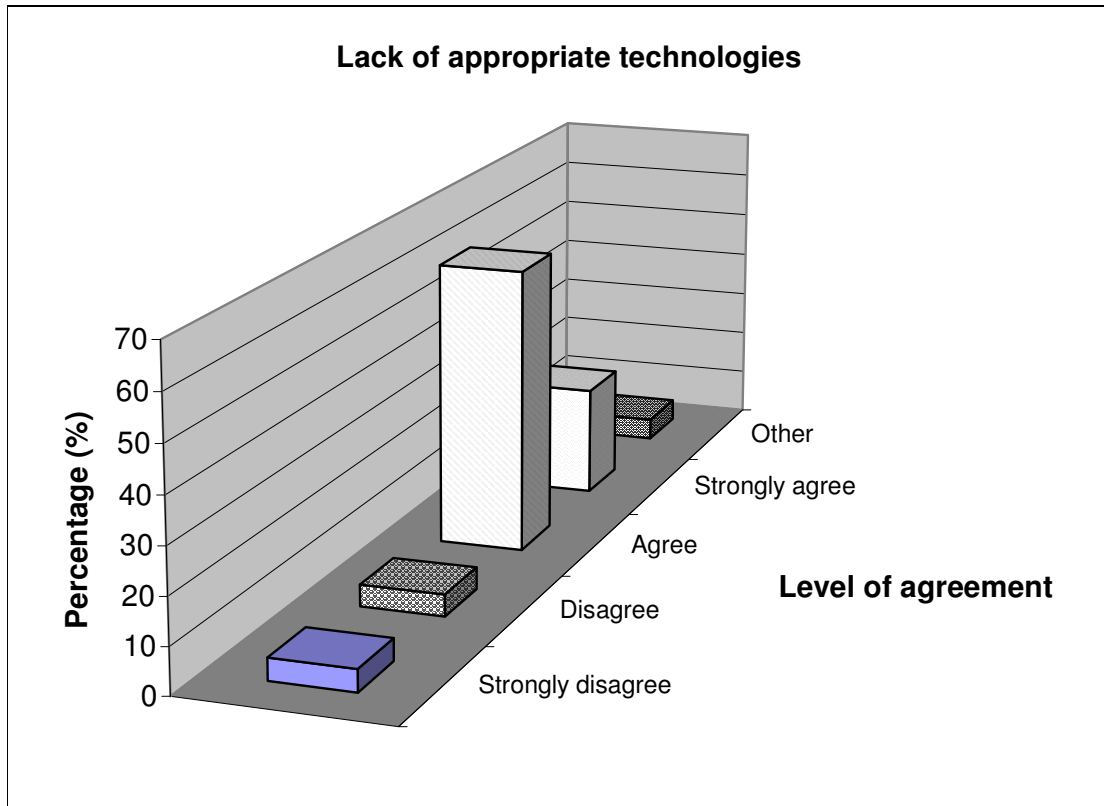 Lack of appropriate technologies
70
60
50
40
30
20
10
0
Percentage (%)
Other
Strongly agree
Agree
Disagree
Strongly disagree
Level of agreement